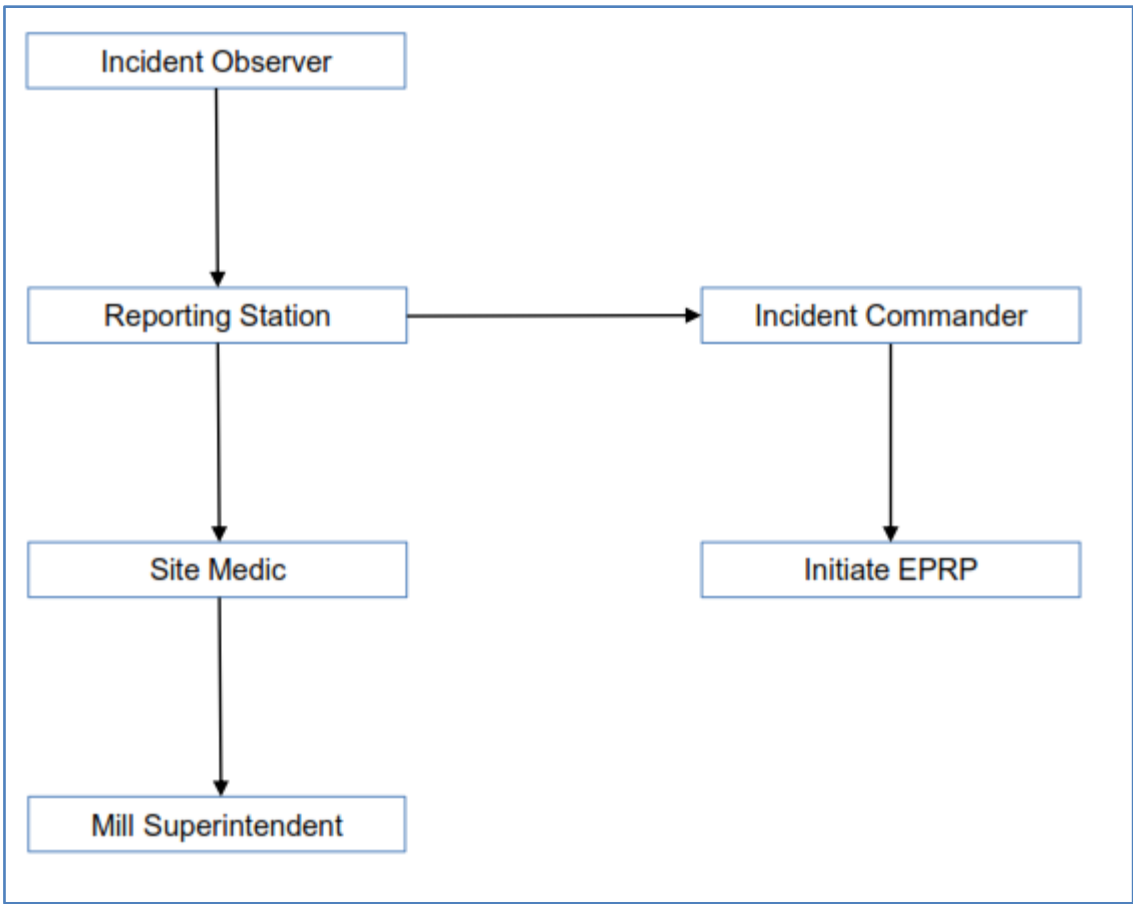 Incident Observer
Reporting Station
Incident Commander
Site Medic
Initiate EPRP
Mill Superintendent